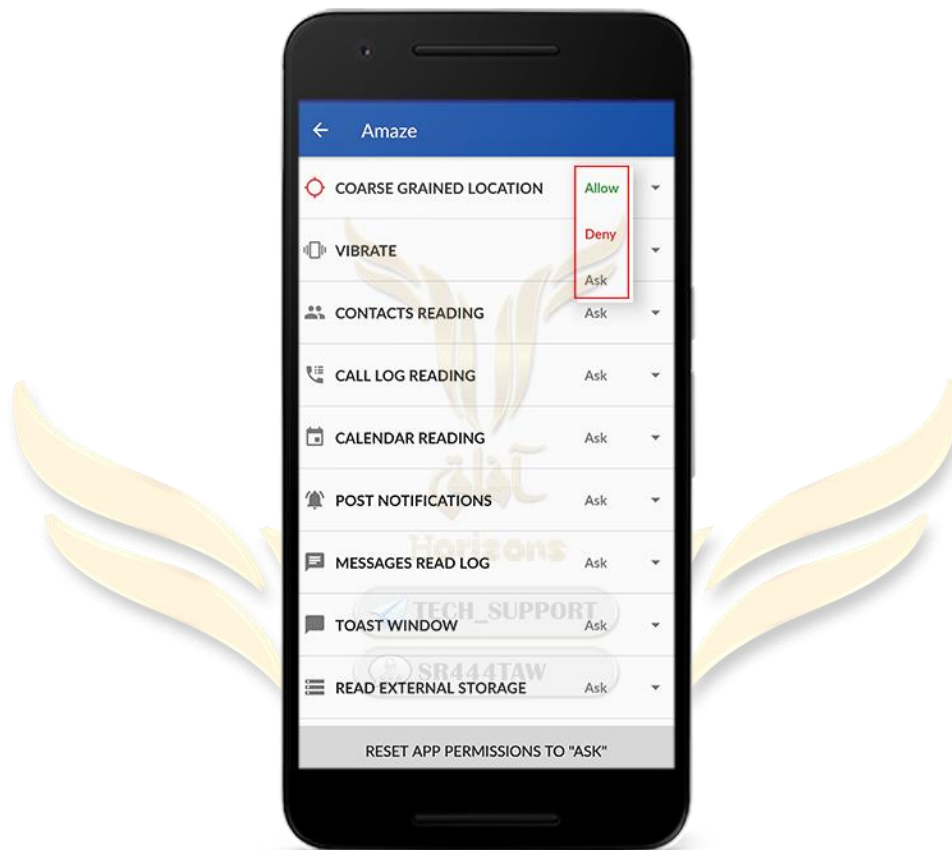 Amaze
COARSE GRAINED LOCATION Allow
Deny
VIBRATE
Ask
CONTACTS READING Ask
CALL LOG READING Ask
CALENDAR READING Ask
آفاق
POST NOTIFICATIONS Ask
Horizons
MESSAGES READ LOG Ask
TECH_SUPPORT
TOAST WINDOW Ask
SR444TAW
READ EXTERNAL STORAGE Ask
RESET APP PERMISSIONS TO "ASK"